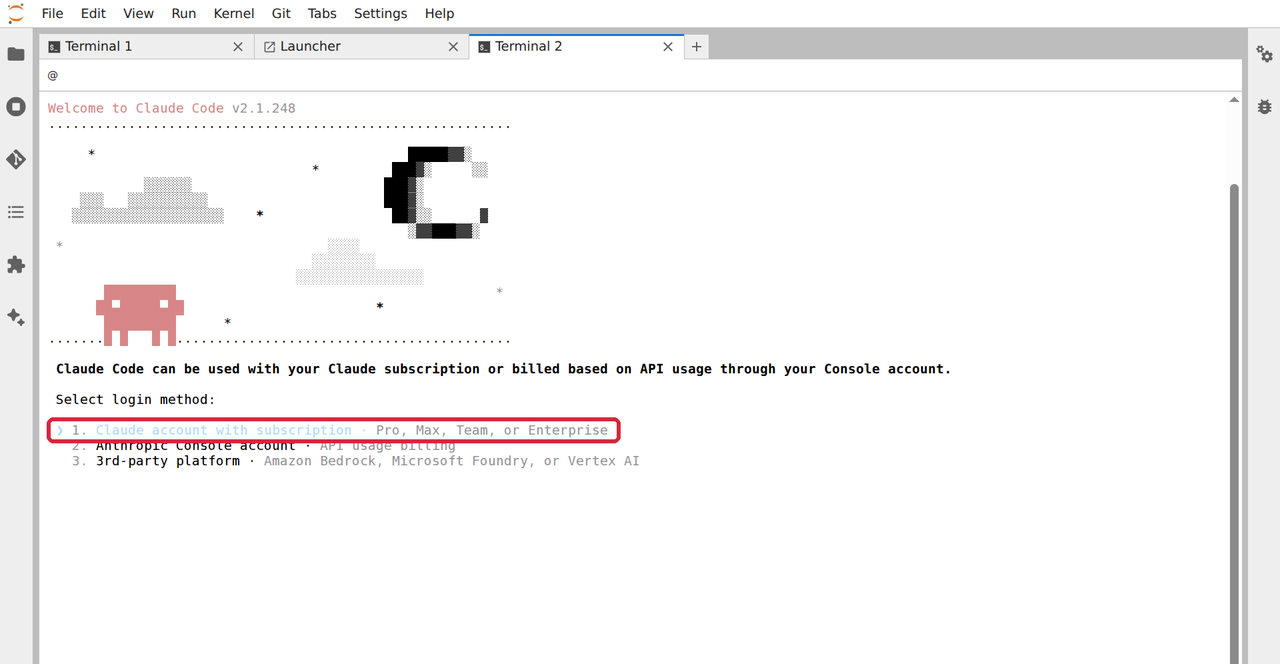 File Edit View Run Kernel Git Tabs Settings Help
Terminal 1 Launcher Terminal 2
@
Welcome to Claude Code v2.1.248
Claude Code can be used with your Claude subscription or billed based on API usage through your Console account.
Select login method:
❯ 1. Claude account with subscription · Pro, Max, Team, or Enterprise
2. Anthropic Console account · API usage billing
3. 3rd-party platform · Amazon Bedrock, Microsoft Foundry, or Vertex AI